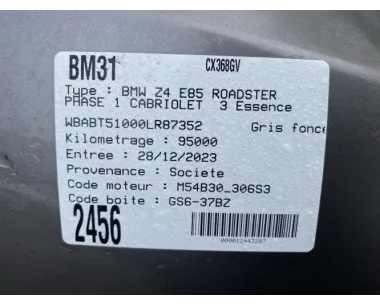 BM31 CX368GV
Type : BMW Z4 E85 ROADSTER
PHASE 1 CABRIOLET 3 Essence
WBABT51000LR87352 Gris fonce
Kilometrage : 95000
Entree : 28/12/2023
Provenance : Societe
Code moteur : M54B30_306S3
Code boite : GS6-37BZ
2456
000012443287